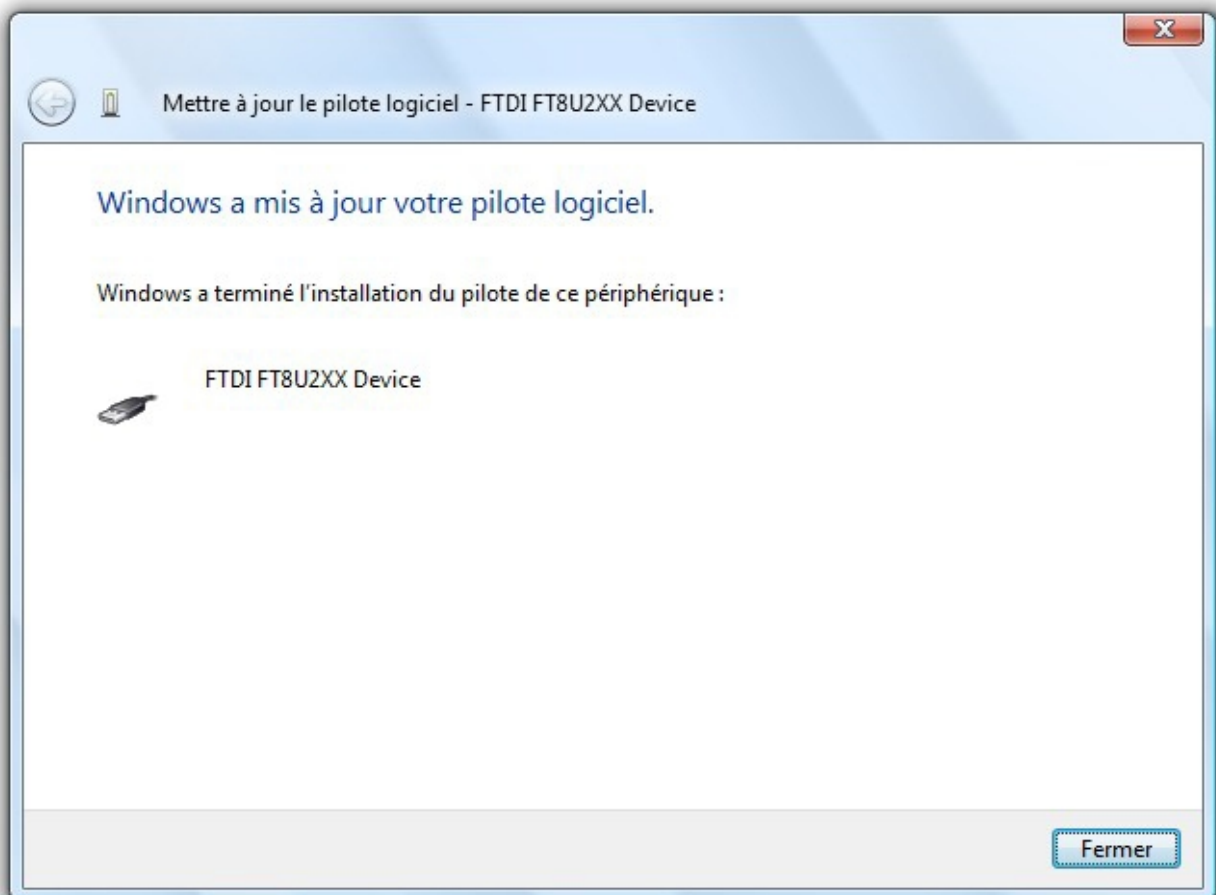 Mettre à jour le pilote logiciel - FTDI FT8U2XX Device
Windows a mis à jour votre pilote logiciel.
Windows a terminé l'installation du pilote de ce périphérique :
FTDI FT8U2XX Device
Fermer